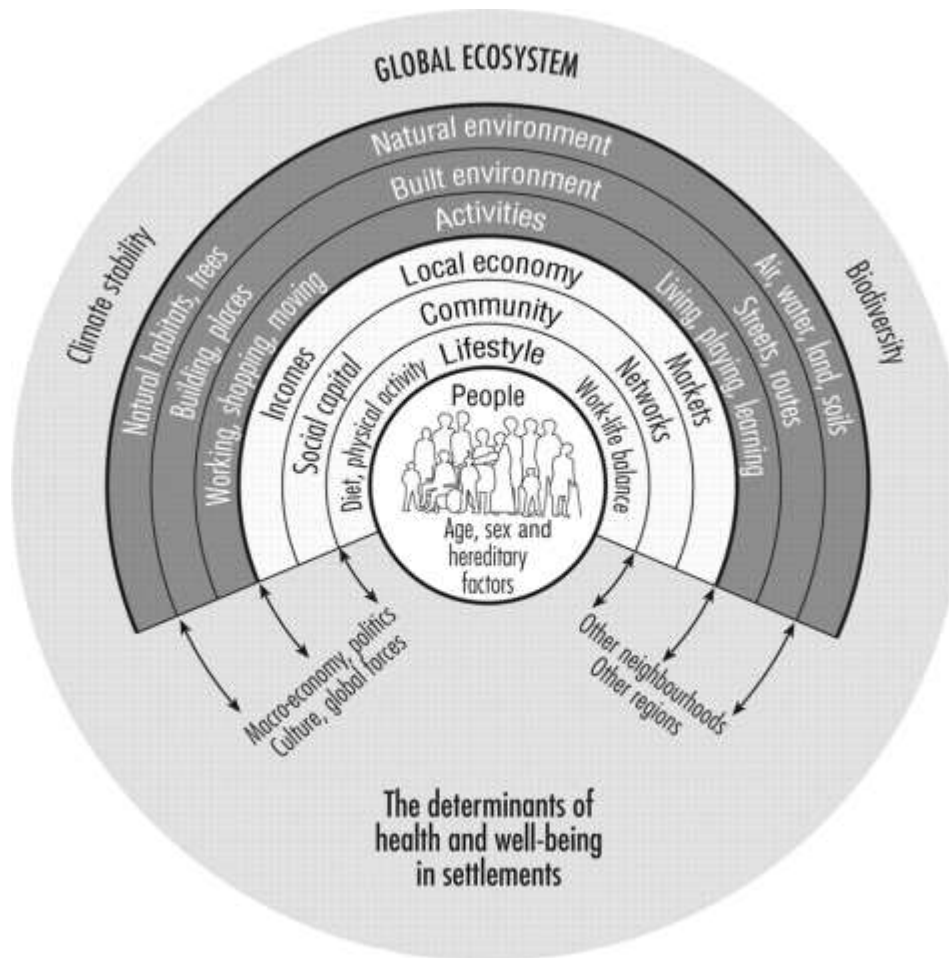 GLOBAL ECOSYSTEM
Natural environment
Built environment
Activities
Local economy
Community
Lifestyle
People
Age, sex and
hereditary
factors
Climate stability
Natural habitats, trees
Building, places
Working, shopping, moving
Incomes
Social capital
Diet, physical activity
Work-life balance
Networks
Markets
Living, playing, learning
Streets, routes
Air, water, land, soils
Biodiversity
Macro-economy, politics
Culture, global forces
Other neighbourhoods
Other regions
The determinants of
health and well-being
in settlements